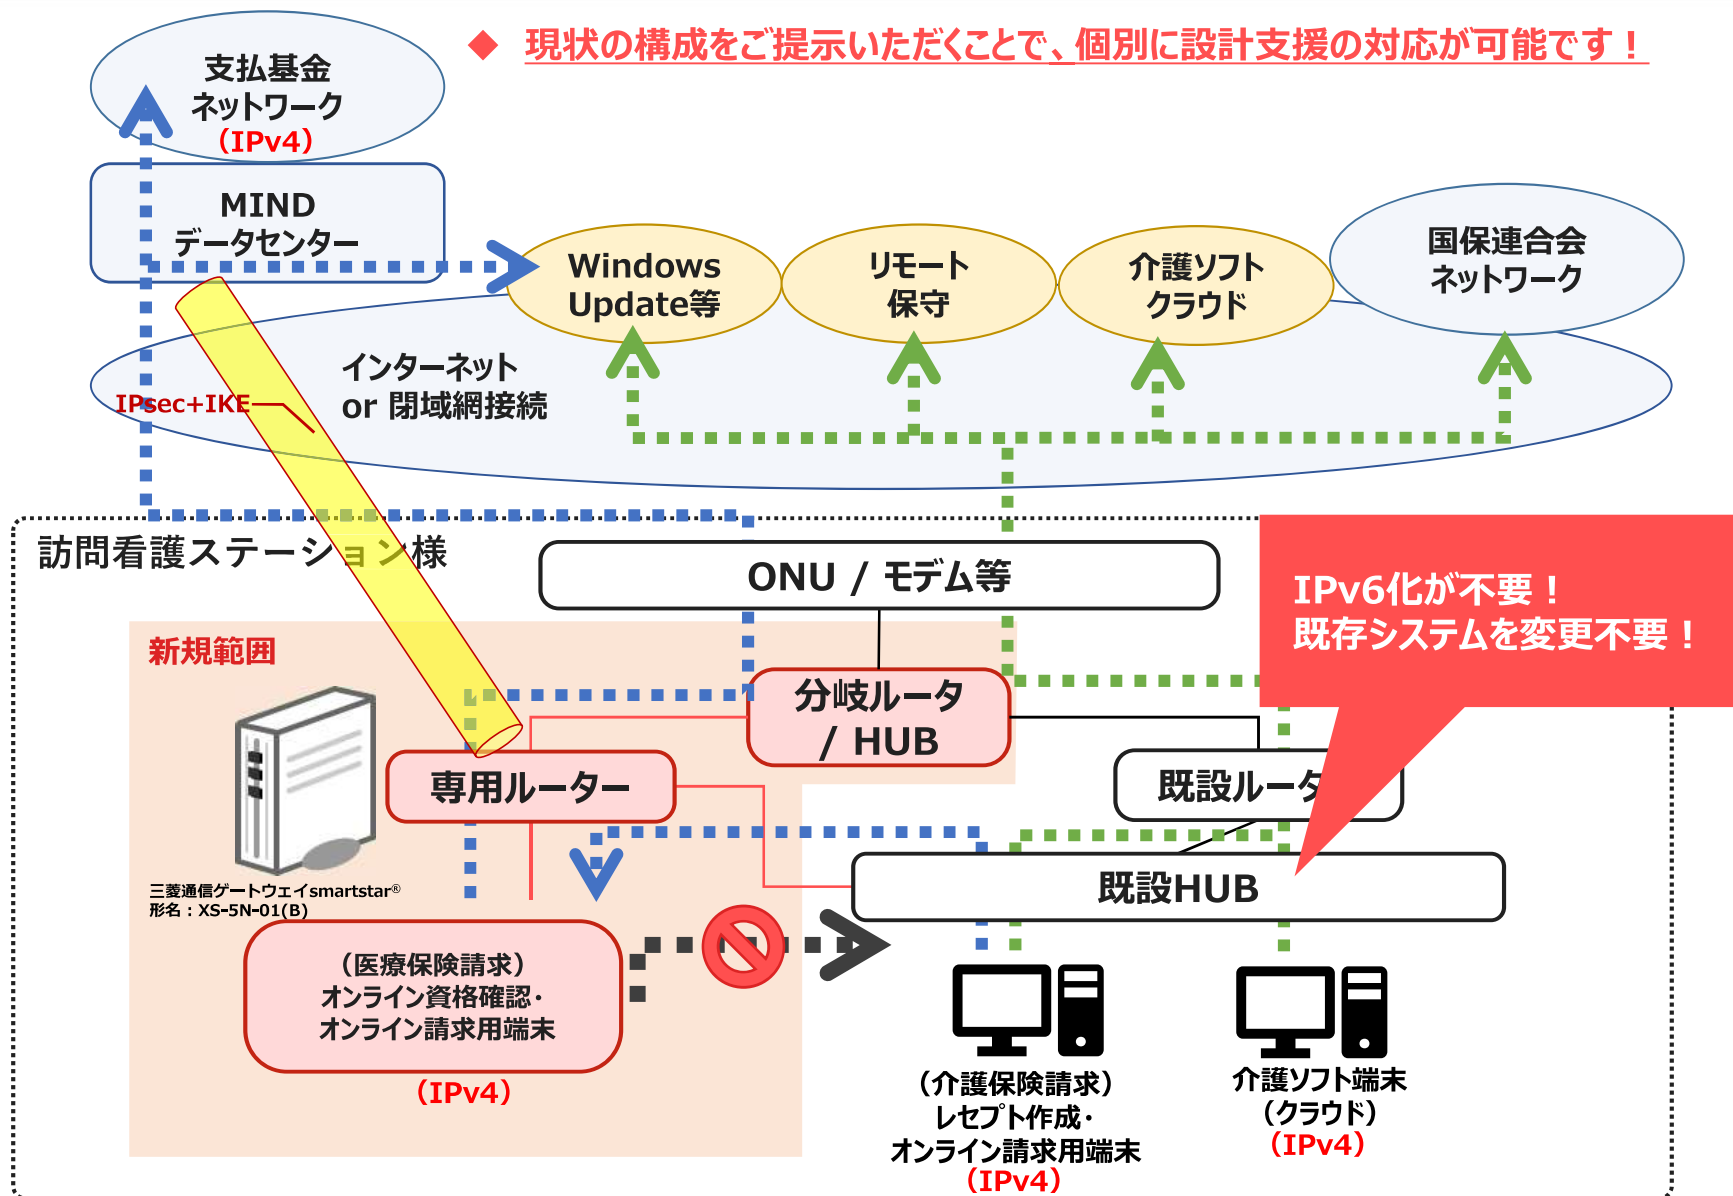 ◆ 現状の構成をご提示いただくことで、個別に設計支援の対応が可能です！
支払基金
ネットワーク
（IPv4）
MIND
データセンター
Windows
Update等
リモート
保守
介護ソフト
クラウド
国保連合会
ネットワーク
インターネット
or 閉域網接続
IPsec+IKE
訪問看護ステーション様
ONU / モデム等
IPv6化が不要！
既存システムを変更不要！
新規範囲
分岐ルータ
/ HUB
専用ルーター
既設ルータ
既設HUB
三菱通信ゲートウェイsmartstar®
形名：XS-5N-01(B)
（医療保険請求）
オンライン資格確認・
オンライン請求用端末
（IPv4）
（介護保険請求）
レセプト作成・
オンライン請求用端末
（IPv4）
介護ソフト端末
（クラウド）
（IPv4）